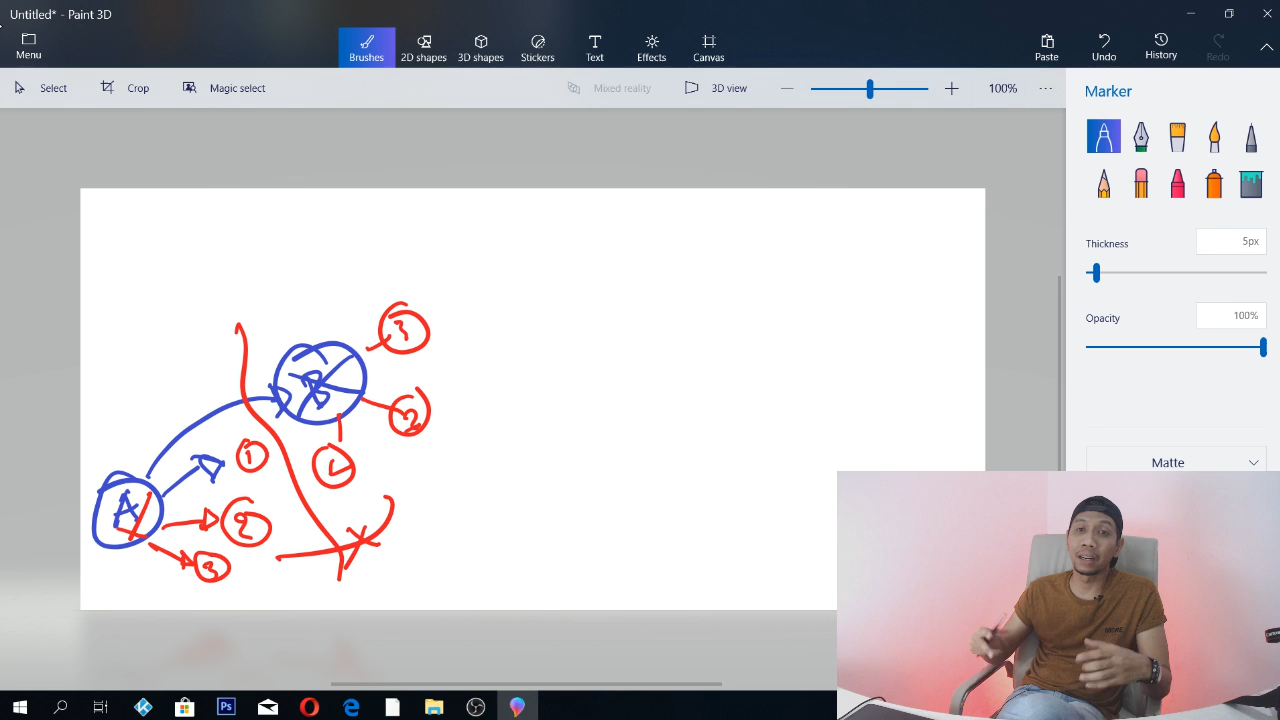 Untitled* - Paint 3D
Menu
Brushes
2D shapes
3D shapes
Stickers
Text
Effects
Canvas
Paste
Undo
History
Redo
Select
Crop
Magic select
Mixed reality
3D view
100%
Marker
Thickness
5px
Opacity
100%
Matte
3
B
2
1
A
2
3
Ps